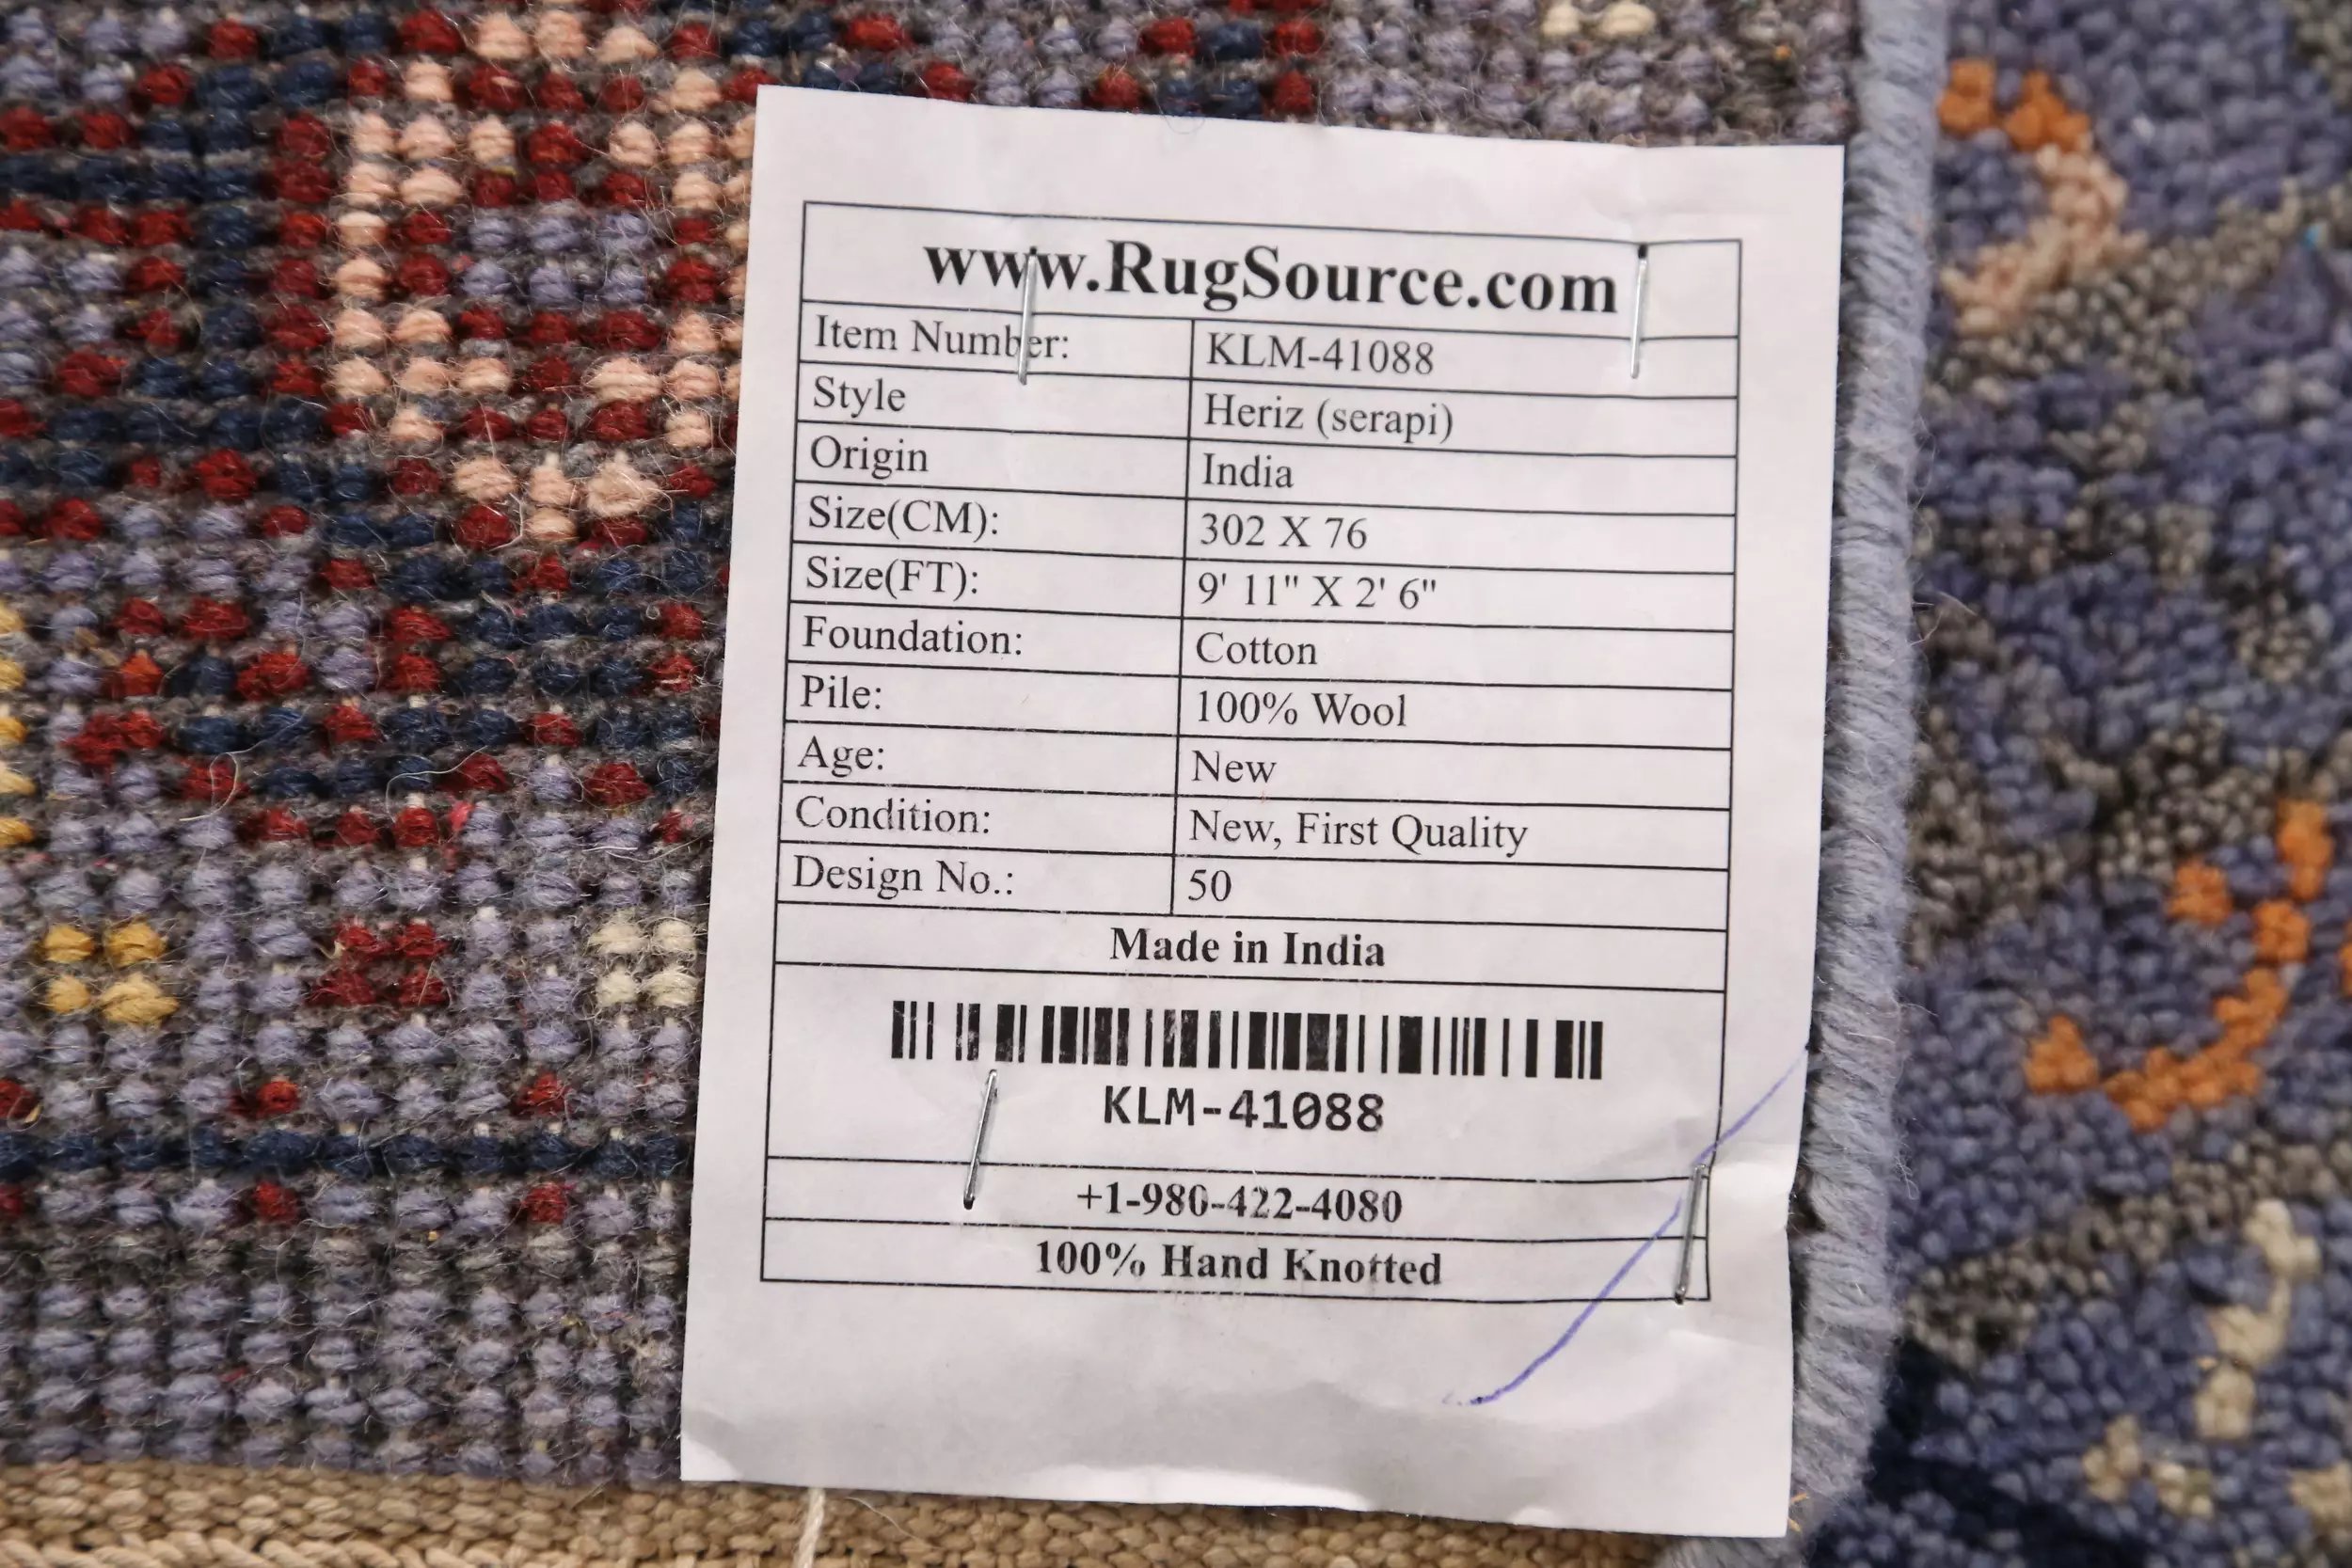 www.RugSource.com
Item Number: KLM-41088
Style Heriz (serapi)
Origin India
Size(CM): 302 X 76
Size(FT): 9' 11" X 2' 6"
Foundation: Cotton
Pile: 100% Wool
Age: New
Condition: New, First Quality
Design No.: 50
Made in India
KLM-41088
+1-980-422-4080
100% Hand Knotted